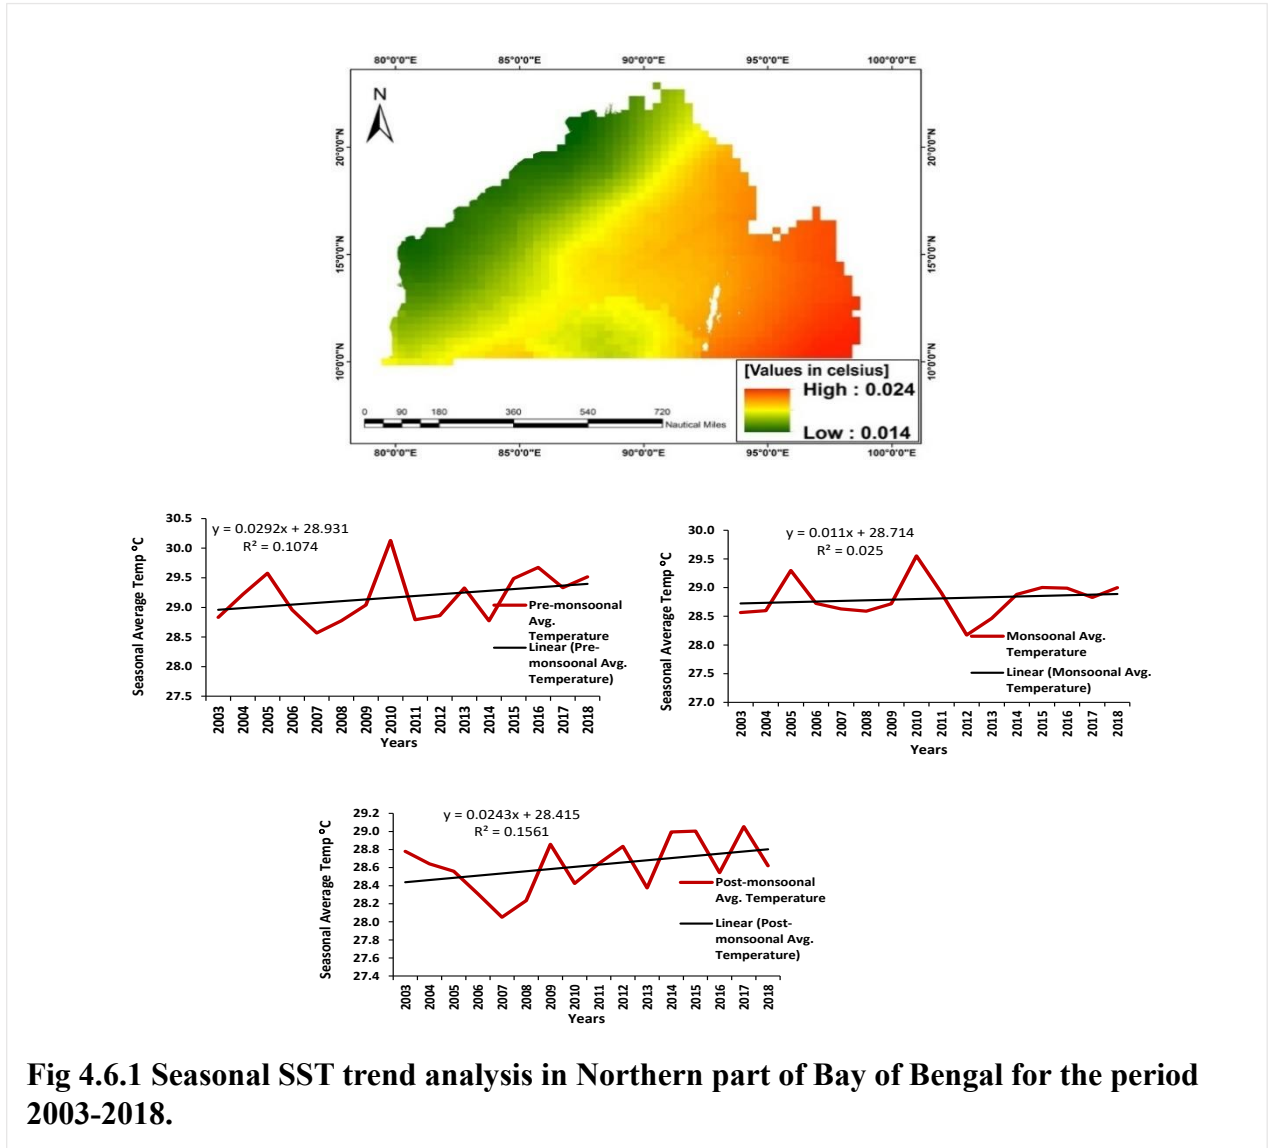 80°0'0"E 85°0'0"E 90°0'0"E 95°0'0"E 100°0'0"E
N
20°0'0"N 20°0'0"N
15°0'0"N 15°0'0"N
10°0'0"N 10°0'0"N
[Values in celsius]
High : 0.024
Low : 0.014
0 90 180 360 540 720
Nautical Miles
80°0'0"E 85°0'0"E 90°0'0"E 95°0'0"E 100°0'0"E
Seasonal Average Temp °C
30.5
30.0
29.5
29.0
28.5
28.0
27.5
y = 0.0292x + 28.931
R² = 0.1074
Pre-monsoonal
Avg.
Temperature
Linear (Pre-
monsoonal Avg.
Temperature)
2003 2004 2005 2006 2007 2008 2009 2010 2011 2012 2013 2014 2015 2016 2017 2018
Years
Seasonal Average Temp °C
30.0
29.5
29.0
28.5
28.0
27.5
27.0
y = 0.011x + 28.714
R² = 0.025
Monsoonal Avg.
Temperature
Linear (Monsoonal Avg.
Temperature)
2003 2004 2005 2006 2007 2008 2009 2010 2011 2012 2013 2014 2015 2016 2017 2018
Years
Seasonal Average Temp °C
29.2
29.0
28.8
28.6
28.4
28.2
28.0
27.8
27.6
27.4
y = 0.0243x + 28.415
R² = 0.1561
Post-monsoonal
Avg. Temperature
Linear (Post-
monsoonal Avg.
Temperature)
2003 2004 2005 2006 2007 2008 2009 2010 2011 2012 2013 2014 2015 2016 2017 2018
Years
Fig 4.6.1 Seasonal SST trend analysis in Northern part of Bay of Bengal for the period
2003-2018.